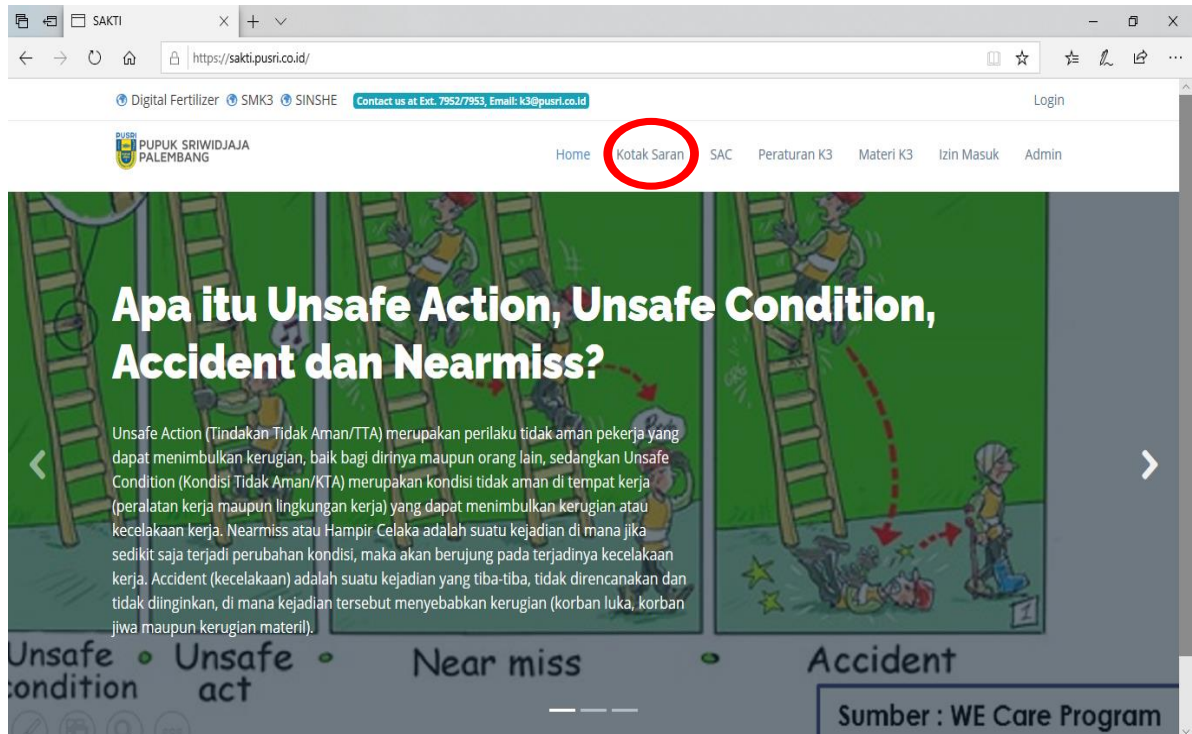 SAKTI
https://sakti.pusri.co.id/
Digital Fertilizer SMK3 SINSHE Contact us at Ext. 7952/7953, Email: k3@pusri.co.id Login
PUSRI
PUPUK SRIWIDJAJA
PALEMBANG
Home Kotak Saran SAC Peraturan K3 Materi K3 Izin Masuk Admin
Apa itu Unsafe Action, Unsafe Condition,
Accident dan Nearmiss?
Unsafe Action (Tindakan Tidak Aman/TTA) merupakan perilaku tidak aman pekerja yang
dapat menimbulkan kerugian, baik bagi dirinya maupun orang lain, sedangkan Unsafe
Condition (Kondisi Tidak Aman/KTA) merupakan kondisi tidak aman di tempat kerja
(peralatan kerja maupun lingkungan kerja) yang dapat menimbulkan kerugian atau
kecelakaan kerja. Nearmiss atau Hampir Celaka adalah suatu kejadian di mana jika
sedikit saja terjadi perubahan kondisi, maka akan berujung pada terjadinya kecelakaan
kerja. Accident (kecelakaan) adalah suatu kejadian yang tiba-tiba, tidak direncanakan dan
tidak diinginkan, di mana kejadian tersebut menyebabkan kerugian (korban luka, korban
jiwa maupun kerugian materil).
Unsafe condition
Unsafe act
Near miss
Accident
1
Sumber : WE Care Program